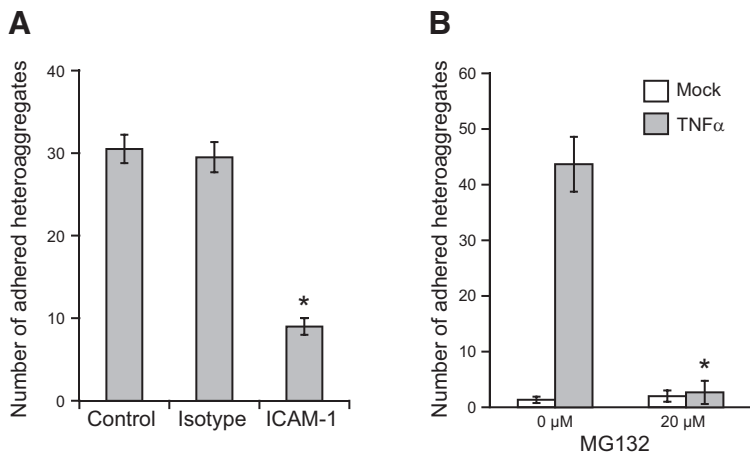 A
Number of adhered heteroaggregates
40
30
20
10
0
*
Control Isotype ICAM-1
B
Number of adhered heteroaggregates
60
50
40
30
20
10
0
Mock
TNFα
*
0 µM 20 µM
MG132